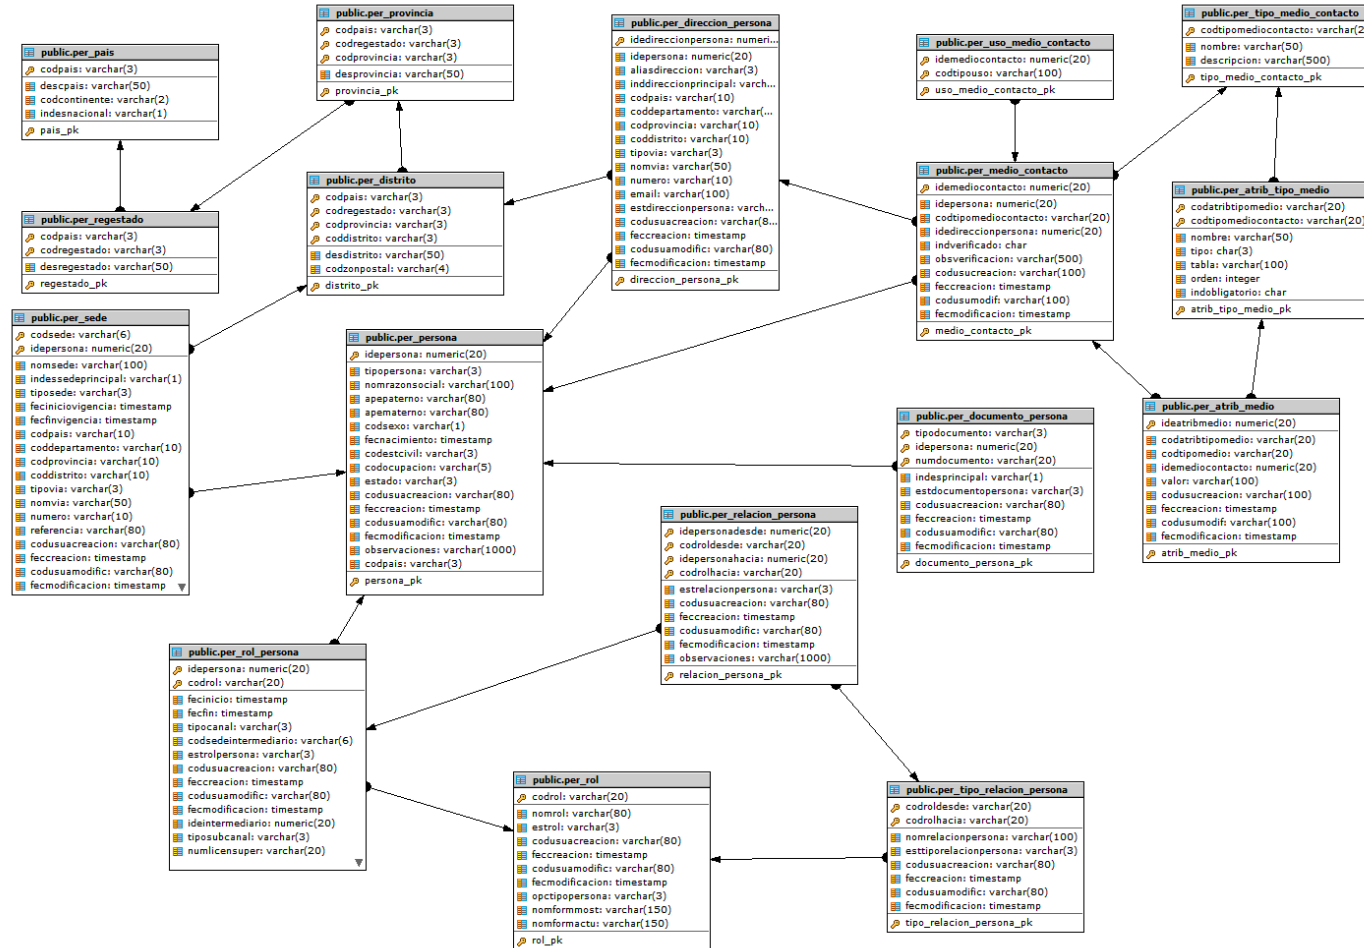 public.per_pais
codpais: varchar(3)
descpais: varchar(50)
codcontinente: varchar(2)
indesnacional: varchar(1)
pais_pk
public.per_provincia
codpais: varchar(3)
codregestado: varchar(3)
codprovincia: varchar(3)
desprovincia: varchar(50)
provincia_pk
public.per_direccion_persona
idedireccionpersona: numeri...
idepersona: numeric(20)
aliasdireccion: varchar(3)
inddireccionprincipal: varch...
codpais: varchar(10)
coddepartamento: varchar(...
codprovincia: varchar(10)
coddistrito: varchar(10)
tipovia: varchar(3)
nomvia: varchar(50)
numero: varchar(10)
email: varchar(100)
estdireccionpersona: varch...
codusuacreacion: varchar(8...
feccreacion: timestamp
codusuamodific: varchar(80)
fecmodificacion: timestamp
direccion_persona_pk
public.per_uso_medio_contacto
idemediocontacto: numeric(20)
codtipouso: varchar(100)
uso_medio_contacto_pk
public.per_tipo_medio_contacto
codtipomediocontacto: varchar(2
nombre: varchar(50)
descripcion: varchar(500)
tipo_medio_contacto_pk
public.per_regestado
codpais: varchar(3)
codregestado: varchar(3)
desregestado: varchar(50)
regestado_pk
public.per_distrito
codpais: varchar(3)
codregestado: varchar(3)
codprovincia: varchar(3)
coddistrito: varchar(3)
desdistrito: varchar(50)
codzonpostal: varchar(4)
distrito_pk
public.per_medio_contacto
idemediocontacto: numeric(20)
idepersona: numeric(20)
codtipomediocontacto: varchar(20)
idedireccionpersona: numeric(20)
indverificado: char
obsverificacion: varchar(500)
codusucreacion: varchar(100)
feccreacion: timestamp
codusumodif: varchar(100)
fecmodificacion: timestamp
medio_contacto_pk
public.per_atrib_tipo_medio
codatribtipomedio: varchar(20)
codtipomediocontacto: varchar(20)
nombre: varchar(50)
tipo: char(3)
tabla: varchar(100)
orden: integer
indobligatorio: char
atrib_tipo_medio_pk
public.per_sede
codsede: varchar(6)
idepersona: numeric(20)
nomsede: varchar(100)
indessedeprincipal: varchar(1)
tiposede: varchar(3)
feciniciovigencia: timestamp
fecfinvigencia: timestamp
codpais: varchar(10)
coddepartamento: varchar(10)
codprovincia: varchar(10)
coddistrito: varchar(10)
tipovia: varchar(3)
nomvia: varchar(50)
numero: varchar(10)
referencia: varchar(80)
codusuacreacion: varchar(80)
feccreacion: timestamp
codusuamodific: varchar(80)
fecmodificacion: timestamp
public.per_persona
idepersona: numeric(20)
tipopersona: varchar(3)
nomrazonsocial: varchar(100)
apepaterno: varchar(80)
apematerno: varchar(80)
codsexo: varchar(1)
fecnacimiento: timestamp
codestcivil: varchar(3)
codocupacion: varchar(5)
estado: varchar(3)
codusuacreacion: varchar(80)
feccreacion: timestamp
codusuamodific: varchar(80)
fecmodificacion: timestamp
observaciones: varchar(1000)
codpais: varchar(3)
persona_pk
public.per_documento_persona
tipodocumento: varchar(3)
idepersona: numeric(20)
numdocumento: varchar(20)
indesprincipal: varchar(1)
estdocumentopersona: varchar(3)
codusuacreacion: varchar(80)
feccreacion: timestamp
codusuamodific: varchar(80)
fecmodificacion: timestamp
documento_persona_pk
public.per_atrib_medio
ideatribmedio: numeric(20)
codatribtipomedio: varchar(20)
codtipomedio: varchar(20)
idemediocontacto: numeric(20)
valor: varchar(100)
codusucreacion: varchar(100)
feccreacion: timestamp
codusumodif: varchar(100)
fecmodificacion: timestamp
atrib_medio_pk
public.per_relacion_persona
idepersonadesde: numeric(20)
codroldesde: varchar(20)
idepersonahacia: numeric(20)
codrolhacia: varchar(20)
estrelacionpersona: varchar(3)
codusuacreacion: varchar(80)
feccreacion: timestamp
codusuamodific: varchar(80)
fecmodificacion: timestamp
observaciones: varchar(1000)
relacion_persona_pk
public.per_rol_persona
idepersona: numeric(20)
codrol: varchar(20)
fecinicio: timestamp
fecfin: timestamp
tipocanal: varchar(3)
codsedeintermediario: varchar(6)
estrolpersona: varchar(3)
codusuacreacion: varchar(80)
feccreacion: timestamp
codusuamodific: varchar(80)
fecmodificacion: timestamp
ideintermediario: numeric(20)
tiposubcanal: varchar(3)
numlicensuper: varchar(20)
public.per_rol
codrol: varchar(20)
nomrol: varchar(80)
estrol: varchar(3)
codusuacreacion: varchar(80)
feccreacion: timestamp
codusuamodific: varchar(80)
fecmodificacion: timestamp
opctipopersona: varchar(3)
nomformmost: varchar(150)
nomformactu: varchar(150)
rol_pk
public.per_tipo_relacion_persona
codroldesde: varchar(20)
codrolhacia: varchar(20)
nomrelacionpersona: varchar(100)
esttiporelacionpersona: varchar(3)
codusuacreacion: varchar(80)
feccreacion: timestamp
codusuamodific: varchar(80)
fecmodificacion: timestamp
tipo_relacion_persona_pk